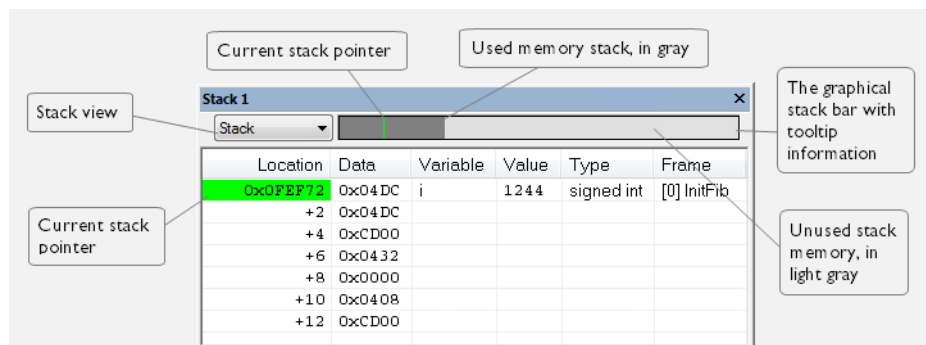 Current stack pointer
Used memory stack, in gray
The graphical
stack bar with
tooltip
information
Stack view
Stack 1
Stack
Location Data Variable Value Type Frame
0x0FEF72 0x04DC i 1244 signed int [0] InitFib
+2 0x04DC
+4 0xCD00
+6 0x0432
+8 0x0000
+10 0x0408
+12 0xCD00
Current stack
pointer
Unused stack
memory, in
light gray